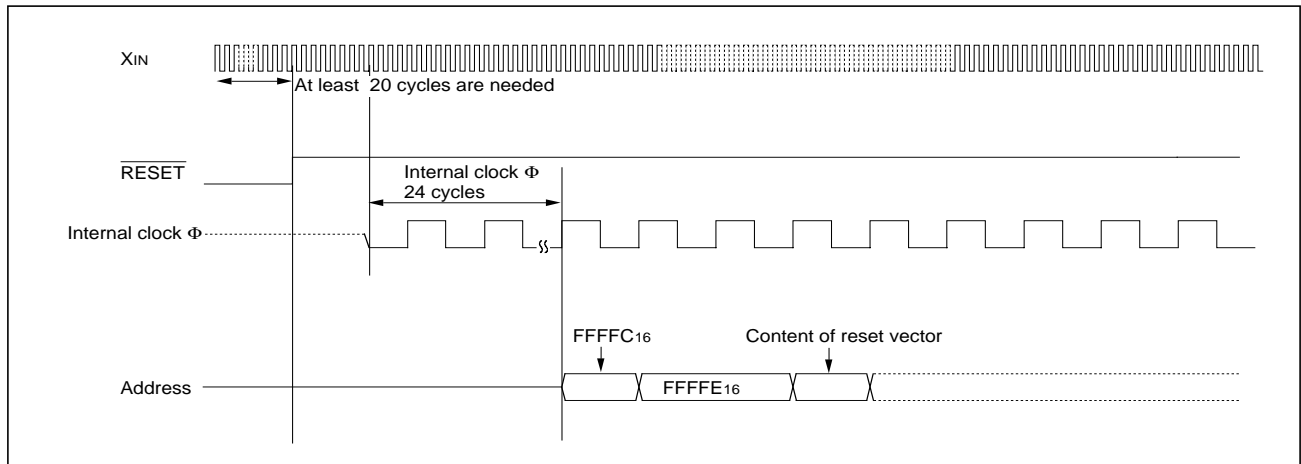 XIN
At least 20 cycles are needed
RESET
Internal clock Φ
24 cycles
Internal clock Φ
FFFFC16
Content of reset vector
Address
FFFFE16